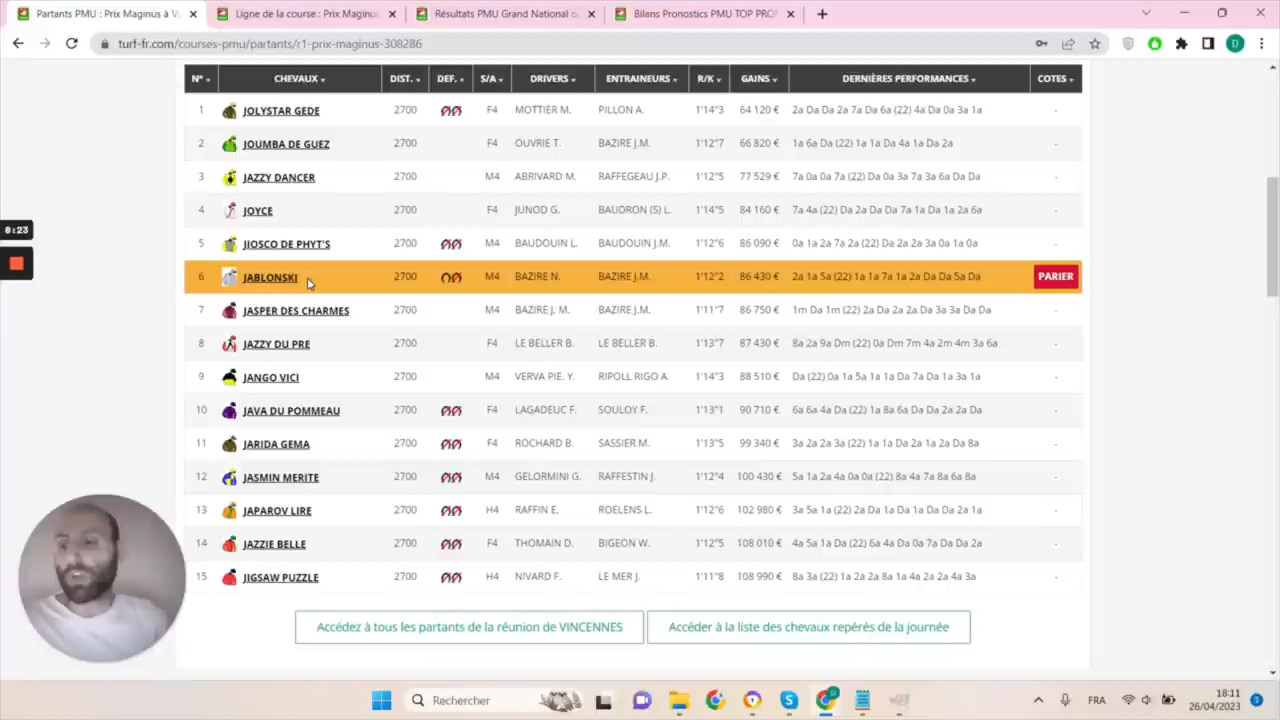 Partants PMU : Prix Maginus à V
Ligne de la course : Prix Maginus
Résultats PMU Grand National
Bilans Pronostics PMU TOP PRO
turf-fr.com/courses-pmu/partants/r1-prix-maginus-308286
N° CHEVAUX DIST. DEF. S/A DRIVERS ENTRAINEURS R/K GAINS DERNIÈRES PERFORMANCES COTES
1 JOLYSTAR GEDE 2700 F4 MOTTIER M. PILLON A. 1'14"3 64 120 € 2a Da Da 2a 7a Da 6a (22) 4a Da 0a 3a 1a -
2 JOUMBA DE GUEZ 2700 F4 OUVRIE T. BAZIRE J.M. 1'12"7 66 820 € 1a 6a Da (22) 1a 1a Da 4a 1a Da 2a -
3 JAZZY DANCER 2700 M4 ABRIVARD M. RAFFEGEAU J.P. 1'12"5 77 529 € 7a 0a 0a 7a (22) Da 0a 3a 7a 3a 6a Da Da -
4 JOYCE 2700 F4 JUNOD G. BAUDRON (S) L. 1'14"5 84 160 € 7a 4a (22) Da 2a Da Da 7a 1a Da 1a 2a 6a -
8:23
5 JIOSCO DE PHYT'S 2700 M4 BAUDOUIN L. BAUDOUIN J.M. 1'12"6 86 090 € 0a 1a 2a 7a 2a (22) Da 2a 2a 3a 0a 1a 0a -
6 JABLONSKI 2700 M4 BAZIRE N. BAZIRE J.M. 1'12"2 86 430 € 2a 1a 5a (22) 1a 1a 7a 1a 2a Da Da 5a Da PARIER
7 JASPER DES CHARMES 2700 M4 BAZIRE J. M. BAZIRE J.M. 1'11"7 86 750 € 1m Da 1m (22) 2a Da 2a Da 3a 3a Da Da -
8 JAZZY DU PRE 2700 F4 LE BELLER B. LE BELLER B. 1'13"7 87 430 € 8a 2a 9a Dm (22) 0a Dm 7m 4a 2m 4m 3a 6a -
9 JANGO VICI 2700 M4 VERVA PIE. Y. RIPOLL RIGO A. 1'14"3 88 510 € Da (22) 0a 1a 5a 1a 1a Da 7a Da 1a 3a 1a -
10 JAVA DU POMMEAU 2700 F4 LAGADEUC F. SOULOY F. 1'13"1 90 710 € 6a 6a 4a Da (22) 1a 8a 6a Da Da 2a 2a Da -
11 JARIDA GEMA 2700 F4 ROCHARD B. SASSIER M. 1'13"5 99 340 € 3a 2a 2a 3a (22) 1a 1a Da 2a 1a 2a Da 8a -
12 JASMIN MERITE 2700 M4 GELORMINI G. RAFFESTIN J. 1'12"4 100 430 € 5a 1a 2a 4a 0a 0a (22) 8a 4a 7a 8a 6a 8a -
13 JAPAROV LIRE 2700 H4 RAFFIN E. ROELENS L. 1'12"6 102 980 € 3a 5a 1a (22) 2a Da 1a Da 1a Da Da 2a 1a -
14 JAZZIE BELLE 2700 F4 THOMAIN D. BIGEON W. 1'12"5 108 010 € 4a 5a 1a Da (22) 6a 4a Da 0a 7a Da Da 2a -
15 JIGSAW PUZZLE 2700 H4 NIVARD F. LE MER J. 1'11"8 108 990 € 8a 3a (22) 1a 2a 2a 8a 1a 4a 2a 2a 4a 3a -
Accédez à tous les partants de la réunion de VINCENNES
Accéder à la liste des chevaux repérés de la journée
Rechercher
FRA
18:11
26/04/2023
3